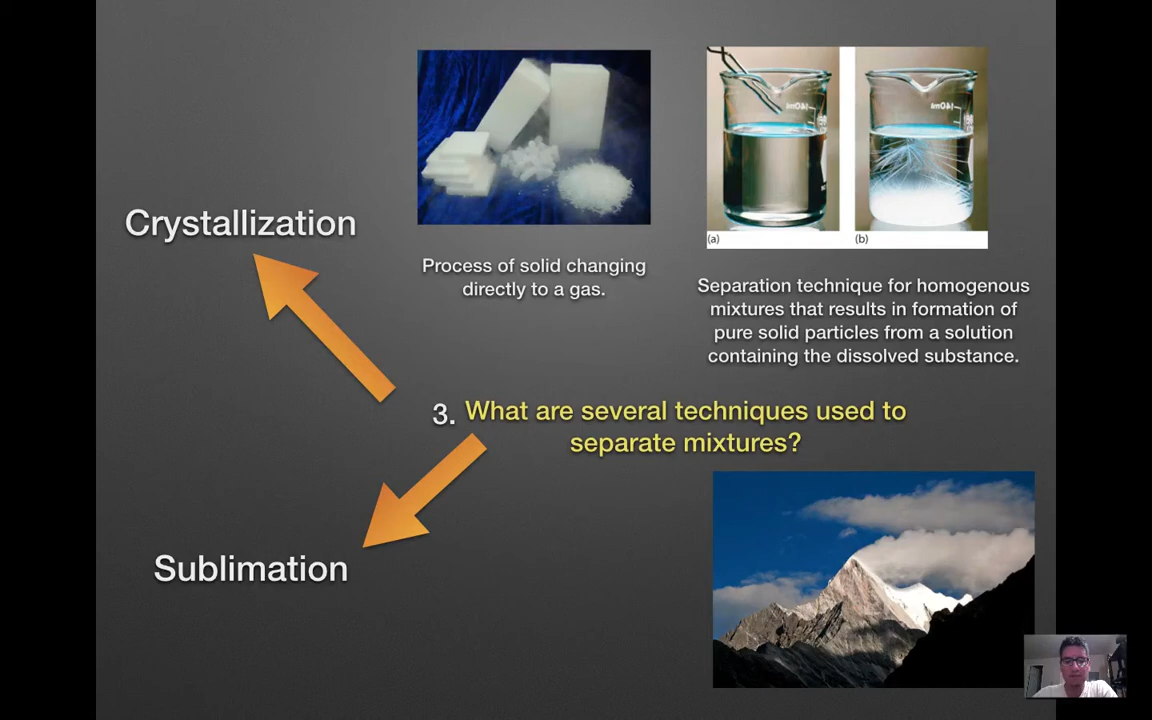 Crystallization
Process of solid changing
directly to a gas.
(a)
(b)
Separation technique for homogenous
mixtures that results in formation of
pure solid particles from a solution
containing the dissolved substance.
3. What are several techniques used to
separate mixtures?
Sublimation